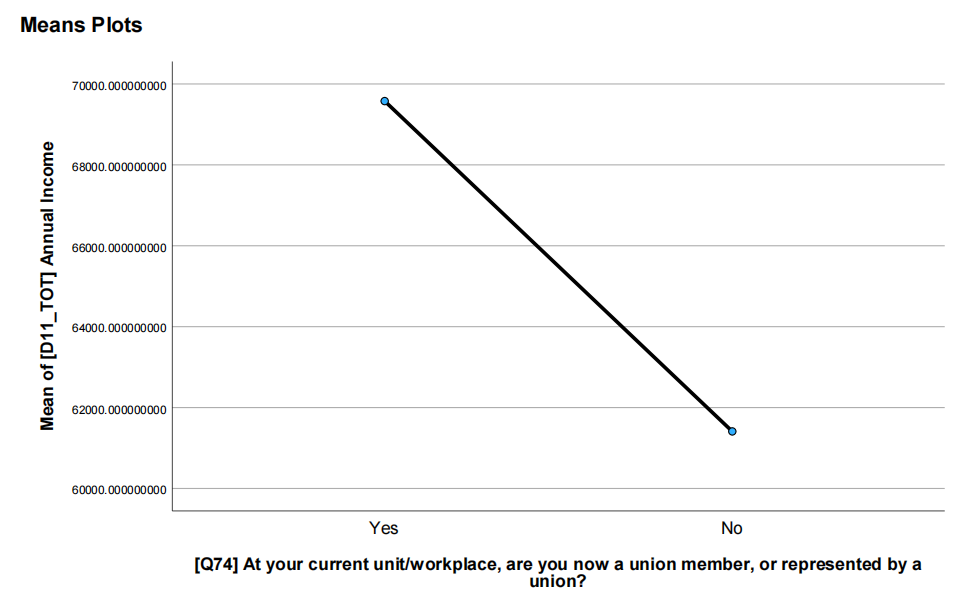 Means Plots
Mean of [D11_TOT] Annual Income
70000.000000000
68000.000000000
66000.000000000
64000.000000000
62000.000000000
60000.000000000
Yes
No
[Q74] At your current unit/workplace, are you now a union member, or represented by a
union?